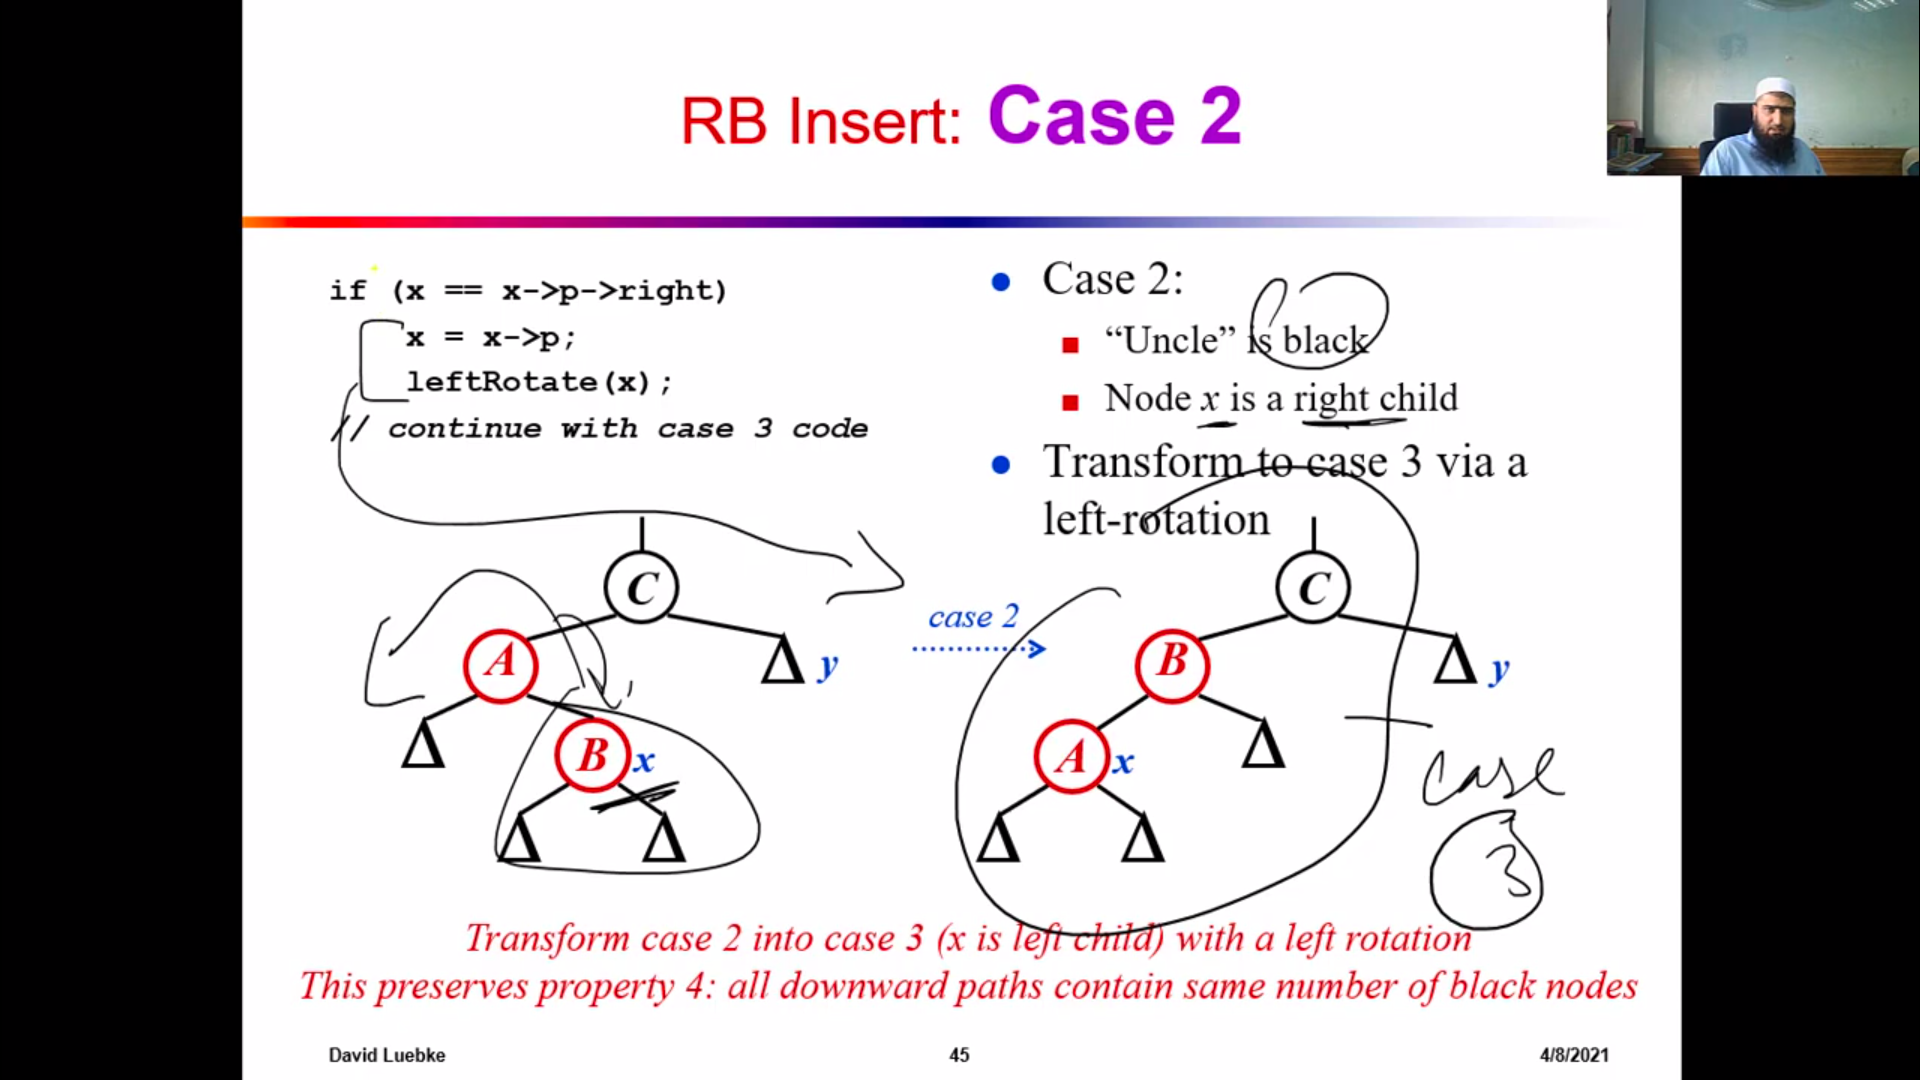 RB Insert: Case 2
if (x == x->p->right)
x = x->p;
leftRotate(x);
// continue with case 3 code
Case 2:
“Uncle” is black
Node x is a right child
Transform to case 3 via a
left-rotation
C
A
Δ y
Δ
B x
Δ Δ
case 2
C
B
Δ y
A x
Δ
Δ Δ
case
3
Transform case 2 into case 3 (x is left child) with a left rotation
This preserves property 4: all downward paths contain same number of black nodes
David Luebke
45
4/8/2021